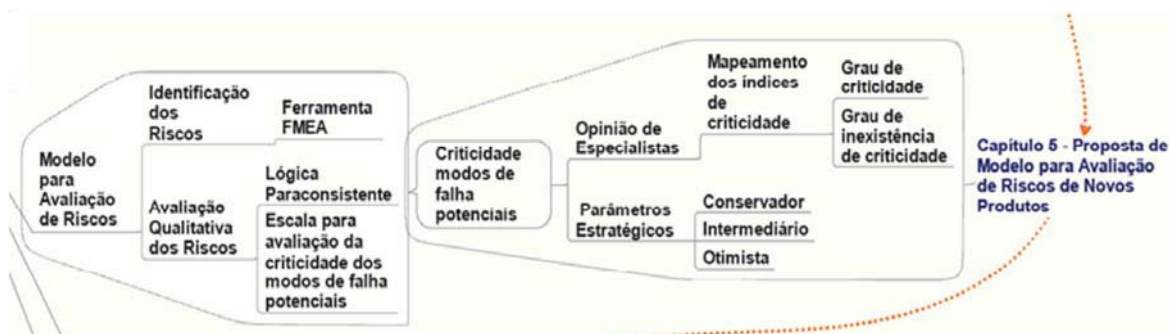 Modelo
para
Avaliação
de Riscos
Identificação
dos
Riscos
Ferramenta
FMEA
Avaliação
Qualitativa
dos Riscos
Lógica
Paraconsistente
Escala para
avaliação da
criticidade dos
modos de falha
potenciais
Criticidade
modos de
falha
potenciais
Opinião de
Especialistas
Mapeamento
dos índices
de
criticidade
Grau de
criticidade
Grau de
inexistência
de criticidade
Parâmetros
Estratégicos
Conservador
Intermediário
Otimista
Capítulo 5 - Proposta de
Modelo para Avaliação
de Riscos de Novos
Produtos